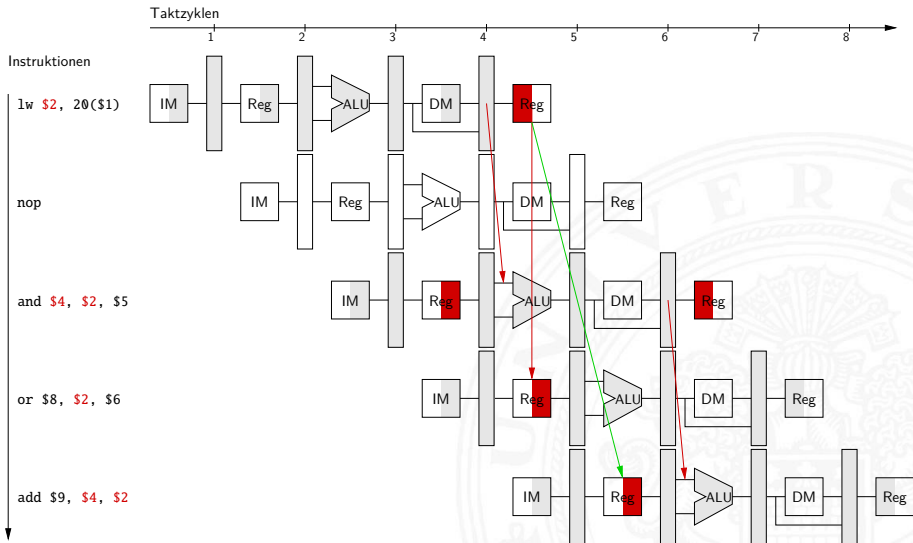 Taktzyklen
1 2 3 4 5 6 7 8
Instruktionen
lw $2, 20($1) IM Reg ALU DM Reg
nop IM Reg ALU DM Reg
and $4, $2, $5 IM Reg ALU DM Reg
or $8, $2, $6 IM Reg ALU DM Reg
add $9, $4, $2 IM Reg ALU DM Reg
UNIVERS